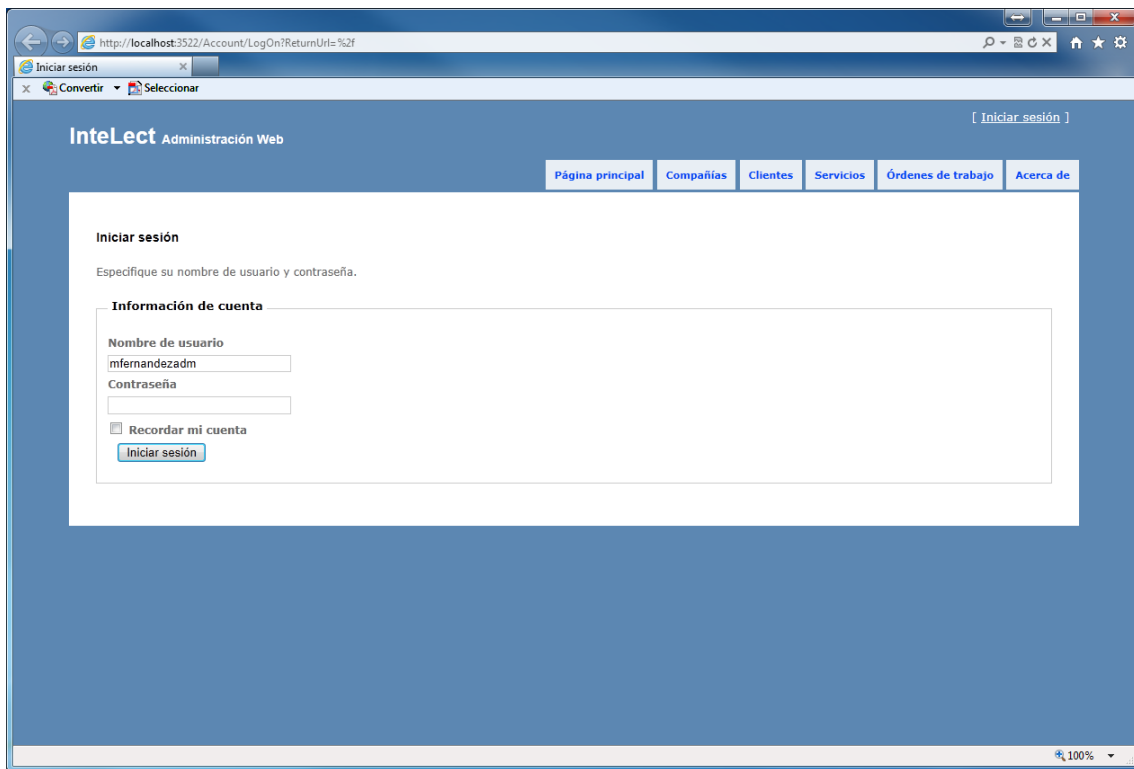 http://localhost:3522/Account/LogOn?ReturnUrl=%2f
Iniciar sesión
Convertir Seleccionar
[ Iniciar sesión ]
InteLect Administración Web
Página principal Compañías Clientes Servicios Órdenes de trabajo Acerca de
Iniciar sesión
Especifique su nombre de usuario y contraseña.
Información de cuenta
Nombre de usuario
mfernandezadm
Contraseña
Recordar mi cuenta
Iniciar sesión
100%